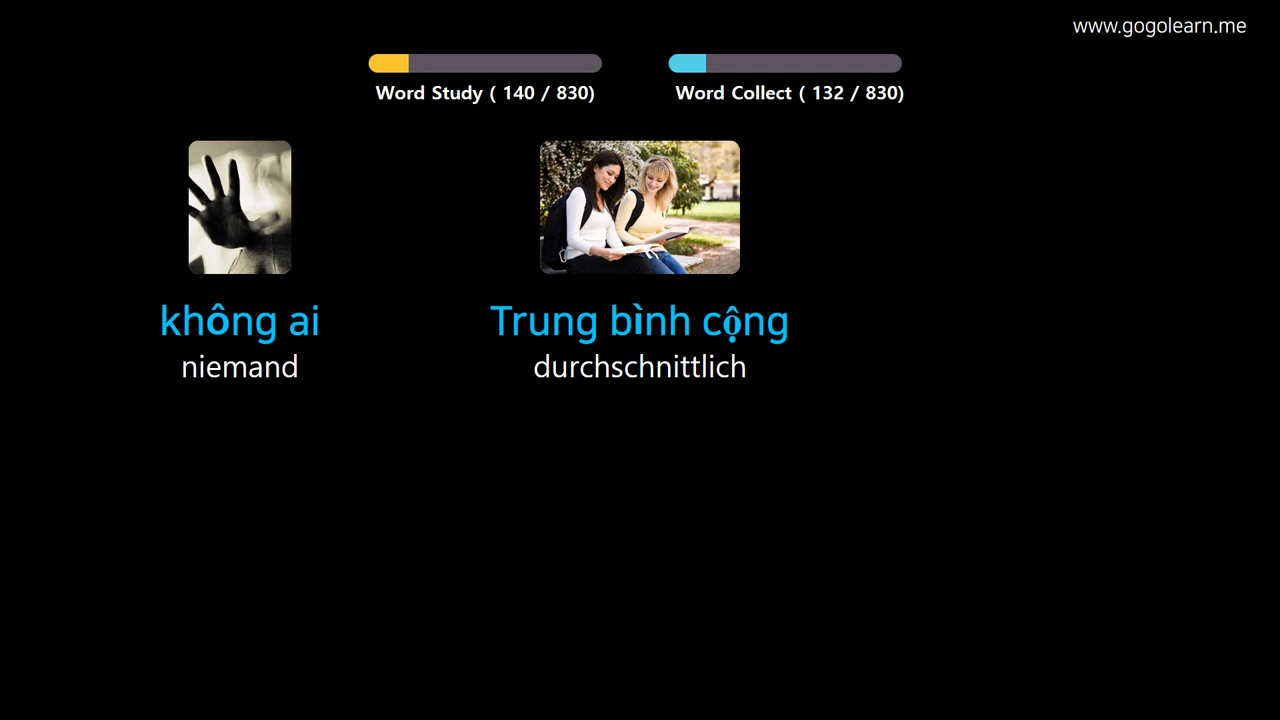 www.gogolearn.me
Word Study ( 140 / 830)
Word Collect ( 132 / 830)
không ai
niemand
Trung bình cộng
durchschnittlich